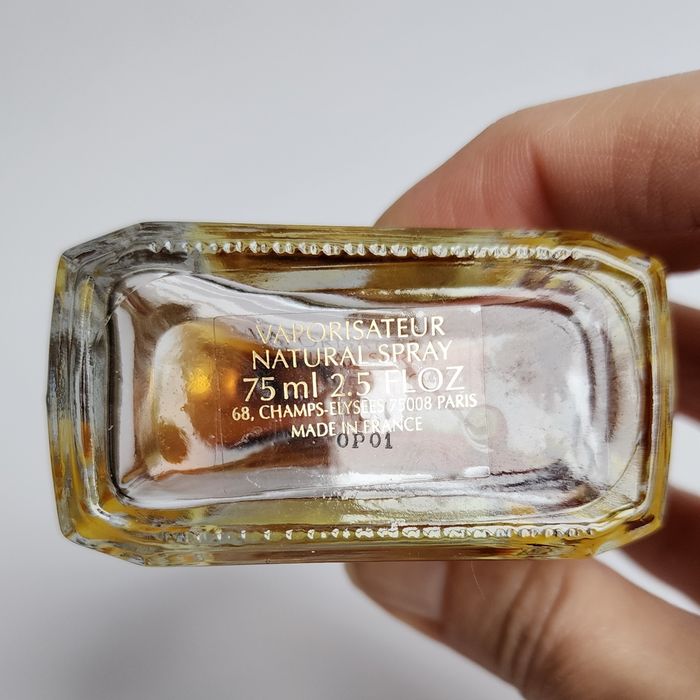 VAPORISATEUR
NATURAL SPRAY
75 ml 2.5 FL OZ
68, CHAMPS-ELYSEES 75008 PARIS
MADE IN FRANCE
0P01